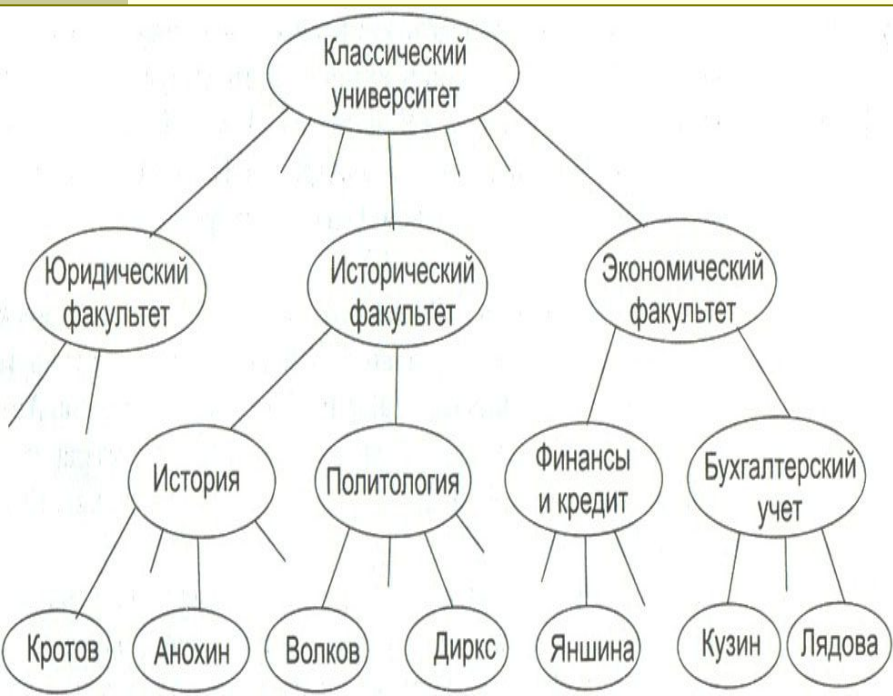 Классический
университет
Юридический
факультет
Исторический
факультет
Экономический
факультет
История
Политология
Финансы
и кредит
Бухгалтерский
учет
Кротов
Анохин
Волков
Диркс
Яншина
Кузин
Лядова